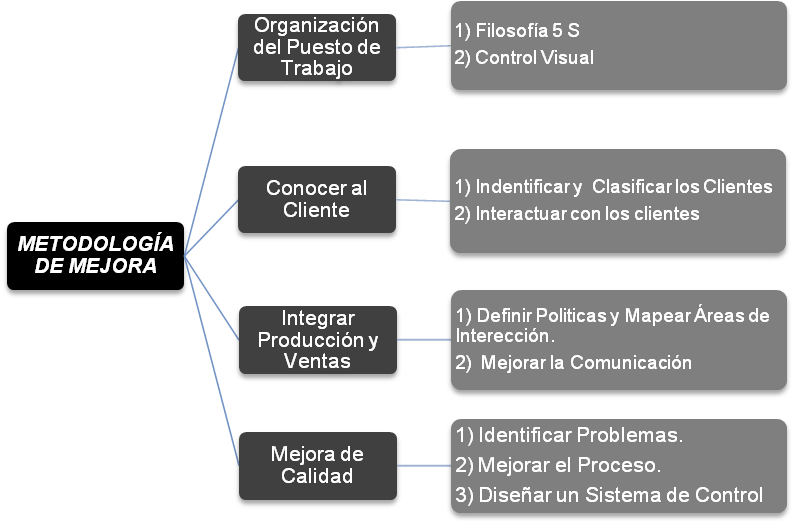 METODOLOGÍA
DE MEJORA
Organización
del Puesto de
Trabajo
1) Filosofía 5 S
2) Control Visual
Conocer al
Cliente
1) Indentificar y Clasificar los Clientes
2) Interactuar con los clientes
Integrar
Producción y
Ventas
1) Definir Politicas y Mapear Áreas de
Interección.
2) Mejorar la Comunicación
Mejora de
Calidad
1) Identificar Problemas.
2) Mejorar el Proceso.
3) Diseñar un Sistema de Control